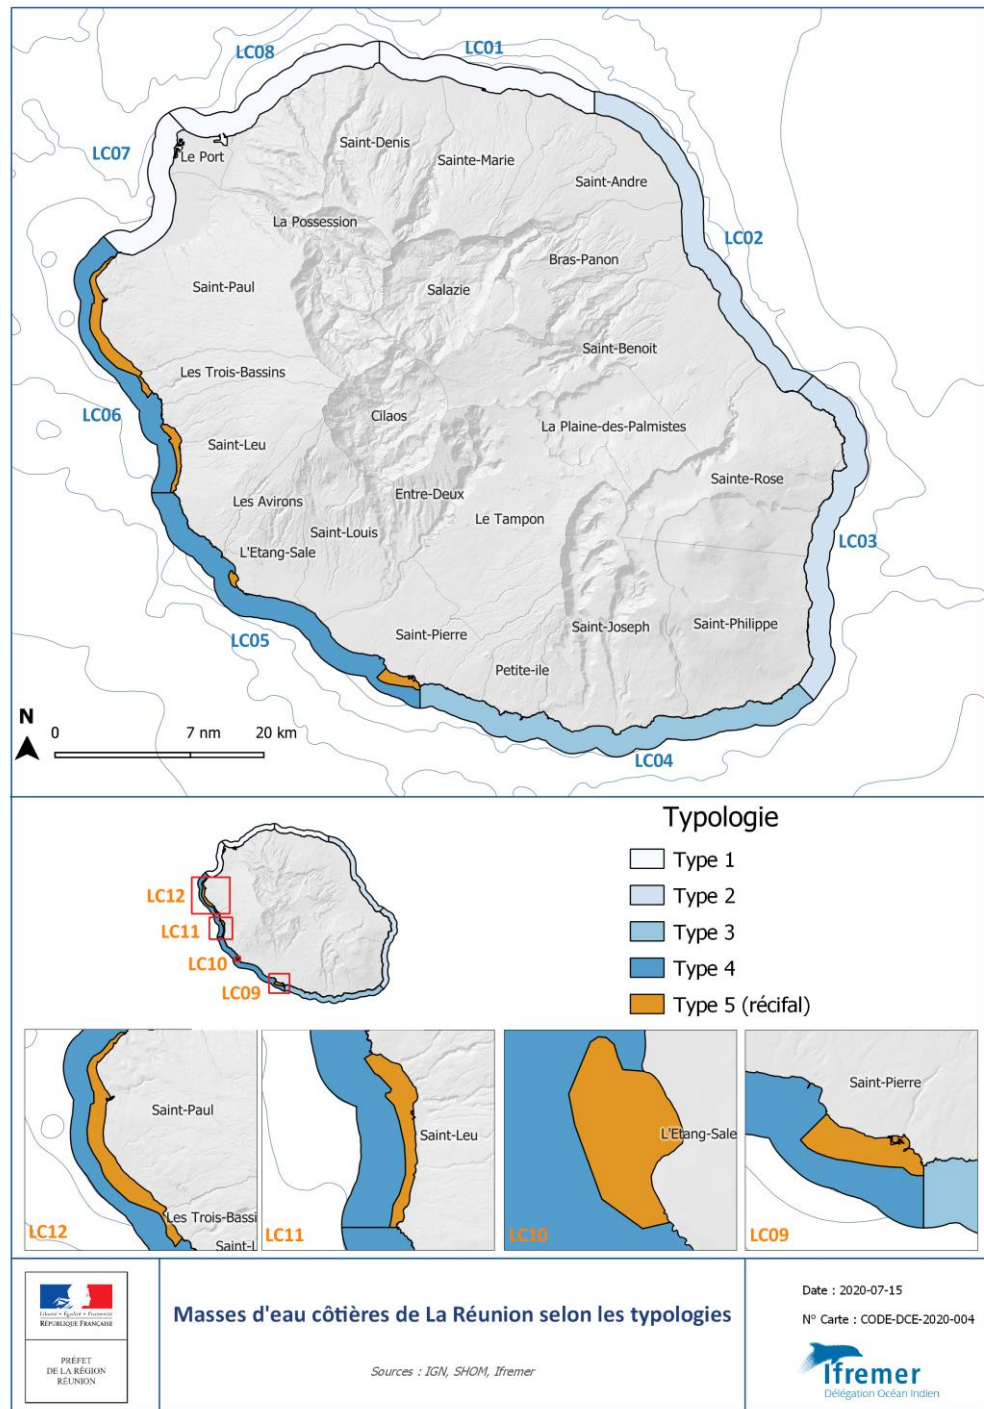 LC08
LC01
LC07
Le Port
Saint-Denis
Sainte-Marie
Saint-Andre
La Possession
LC02
Bras-Panon
Saint-Paul
Salazie
Saint-Benoit
Les Trois-Bassins
LC06
Cilaos
La Plaine-des-Palmistes
Saint-Leu
Sainte-Rose
Entre-Deux
Les Avirons
Le Tampon
Saint-Louis
LC03
L'Etang-Sale
Saint-Philippe
Saint-Joseph
Saint-Pierre
LC05
Petite-ile
N
0 7 nm 20 km
LC04
Typologie
Type 1
Type 2
Type 3
Type 4
Type 5 (récifal)
LC12
LC11
LC10
LC09
Saint-Paul
Les Trois-Bassi
Saint-L
LC12
Saint-Leu
LC11
L'Etang-Sale
LC10
Saint-Pierre
LC09
Liberté • Égalité • Fraternité
RÉPUBLIQUE FRANÇAISE
PRÉFET
DE LA RÉGION
RÉUNION
Masses d'eau côtières de La Réunion selon les typologies
Sources : IGN, SHOM, Ifremer
Date : 2020-07-15
N° Carte : CODE-DCE-2020-004
Ifremer
Délégation Océan Indien